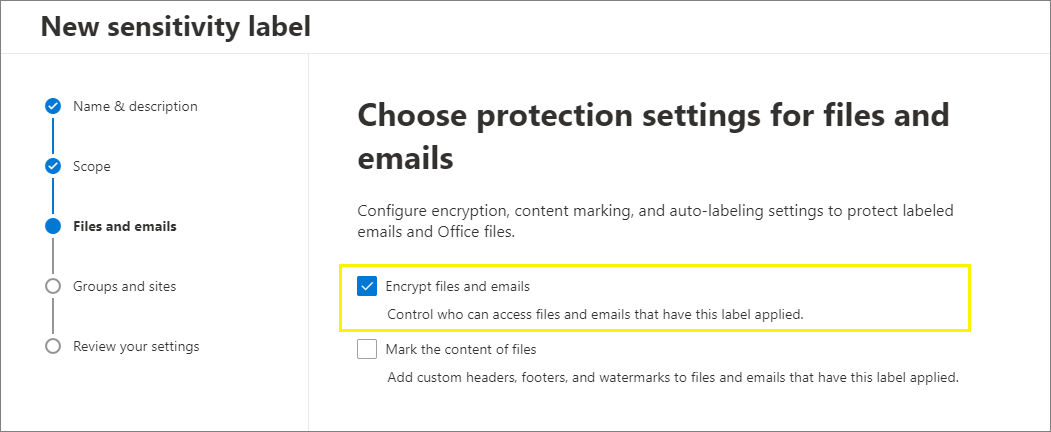 New sensitivity label
Name & description
Scope
Files and emails
Groups and sites
Review your settings
Choose protection settings for files and
emails
Configure encryption, content marking, and auto-labeling settings to protect labeled
emails and Office files.
Encrypt files and emails
Control who can access files and emails that have this label applied.
Mark the content of files
Add custom headers, footers, and watermarks to files and emails that have this label applied.